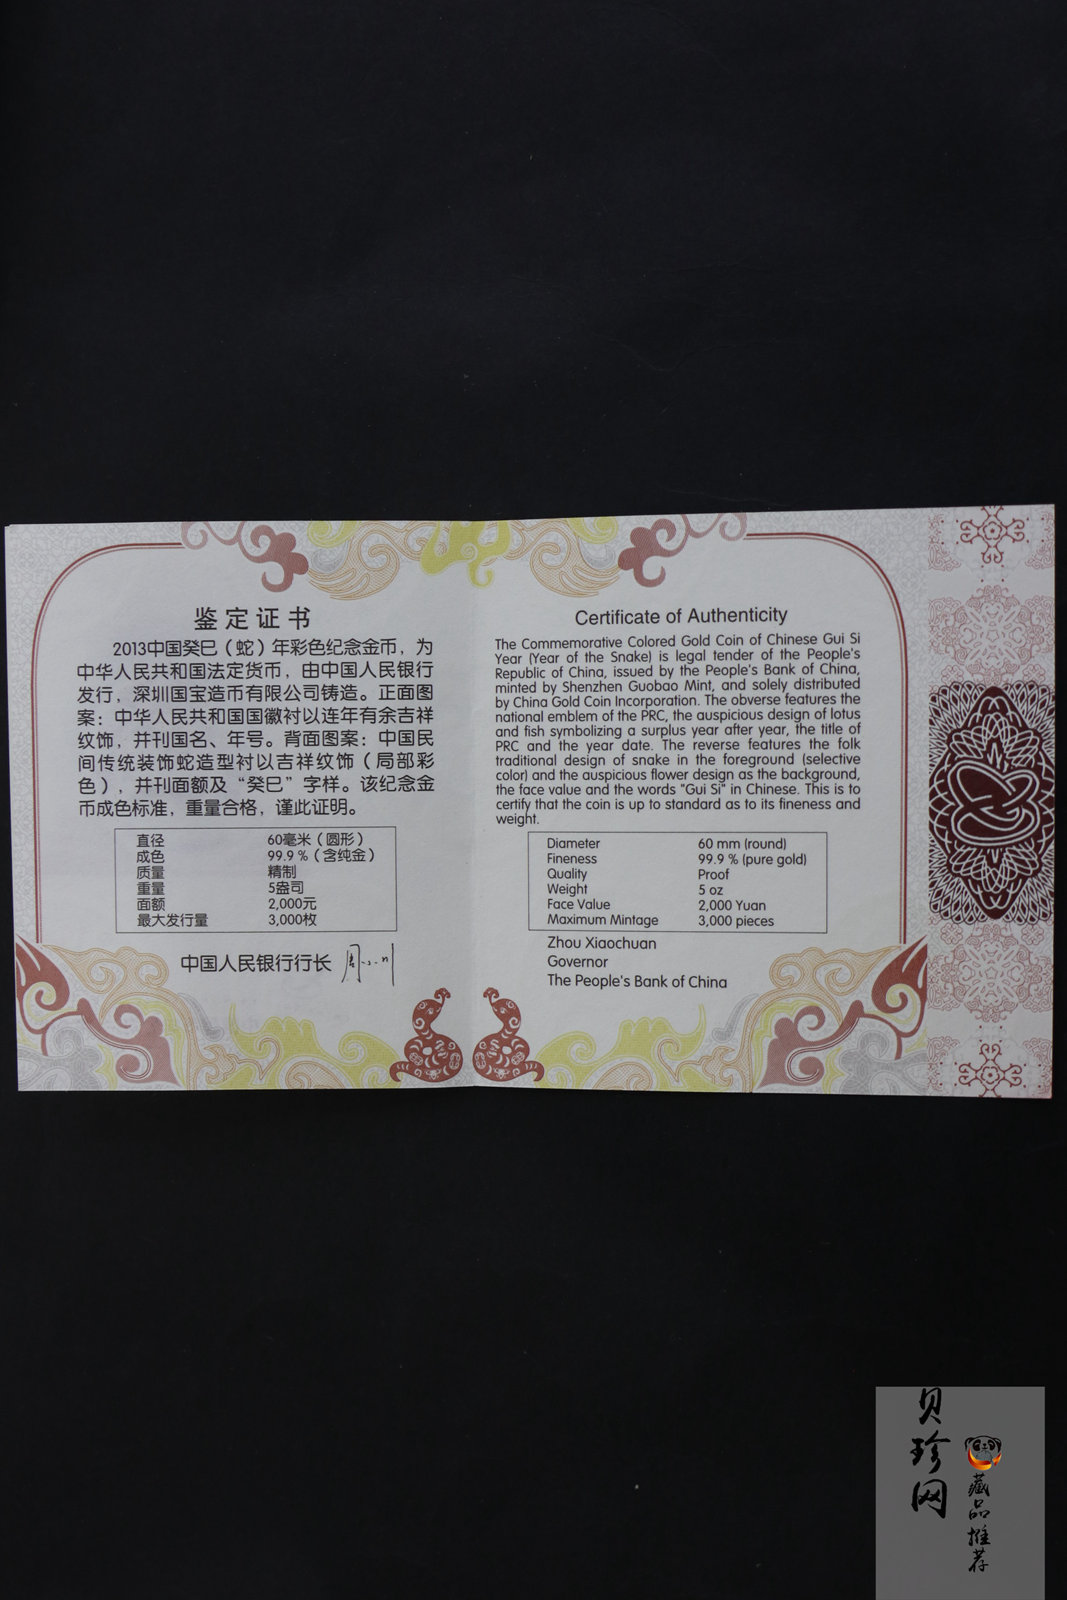 鉴定证书
2013中国癸巳（蛇）年彩色纪念金币，为
中华人民共和国法定货币，由中国人民银行
发行，深圳国宝造币有限公司铸造。正面图
案：中华人民共和国国徽衬以连年有余吉祥
纹饰，并刊国名、年号。背面图案：中国民
间传统装饰蛇造型衬以吉祥纹饰（局部彩
色），并刊面额及“癸巳”字样。该纪念金
币成色标准，重量合格，谨此证明。
直径 60毫米（圆形）
成色 99.9 %（含纯金）
质量 精制
重量 5盎司
面额 2,000元
最大发行量 3,000枚
中国人民银行行长
Certificate of Authenticity
The Commemorative Colored Gold Coin of Chinese Gui Si
Year (Year of the Snake) is legal tender of the People's
Republic of China, issued by the People's Bank of China,
minted by Shenzhen Guobao Mint, and solely distributed
by China Gold Coin Incorporation. The obverse features the
national emblem of the PRC, the auspicious design of lotus
and fish symbolizing a surplus year after year, the title of
PRC and the year date. The reverse features the folk
traditional design of snake in the foreground (selective
color) and the auspicious flower design as the background,
the face value and the words "Gui Si" in Chinese. This is to
certify that the coin is up to standard as to its fineness and
weight.
Diameter 60 mm (round)
Fineness 99.9 % (pure gold)
Quality Proof
Weight 5 oz
Face Value 2,000 Yuan
Maximum Mintage 3,000 pieces
Zhou Xiaochuan
Governor
The People's Bank of China
贝珍网
藏品推荐